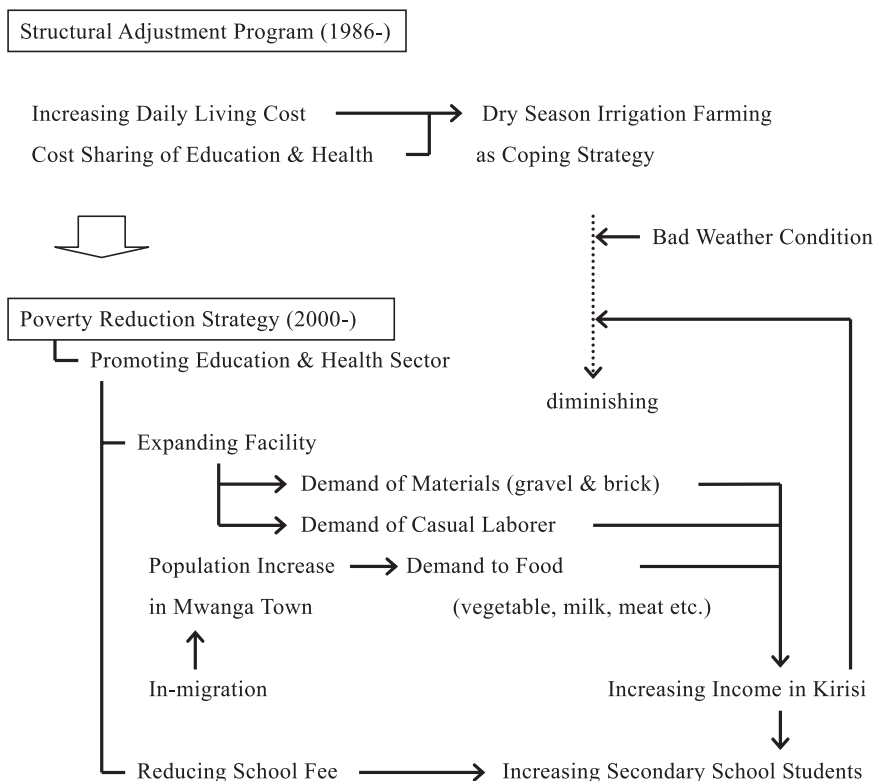 Structural Adjustment Program (1986-)
Increasing Daily Living Cost
Dry Season Irrigation Farming
Cost Sharing of Education & Health
as Coping Strategy
Bad Weather Condition
Poverty Reduction Strategy (2000-)
Promoting Education & Health Sector
diminishing
Expanding Facility
Demand of Materials (gravel & brick)
Demand of Casual Laborer
Population Increase
Demand to Food
in Mwanga Town
(vegetable, milk, meat etc.)
In-migration
Increasing Income in Kirisi
Reducing School Fee
Increasing Secondary School Students